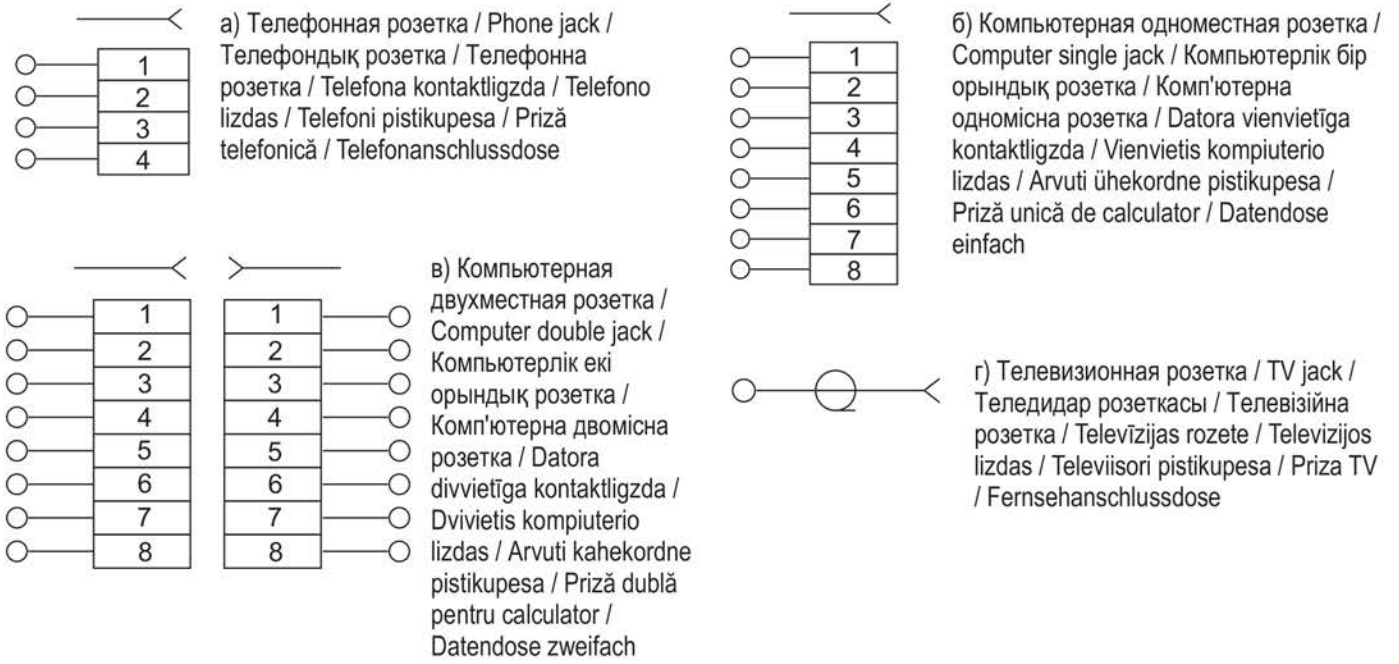 а) Телефонная розетка / Phone jack /
Телефондық розетка / Телефонна
розетка / Telefona kontaktligzda / Telefono
lizdas / Telefoni pistikupesa / Priză
telefonică / Telefonanschlussdose
1
2
3
4
б) Компьютерная одноместная розетка /
Computer single jack / Компьютерлік бір
орындық розетка / Комп'ютерна
одномісна розетка / Datora vienvietīga
kontaktligzda / Vienvietis kompiuterio
lizdas / Arvuti ühekordne pistikupesa /
Priză unică de calculator / Datendose
einfach
1
2
3
4
5
6
7
8
в) Компьютерная
двухместная розетка /
Computer double jack /
Компьютерлік екі
орындық розетка /
Комп'ютерна двомісна
розетка / Datora
divvietīga kontaktligzda /
Dvivietis kompiuterio
lizdas / Arvuti kahekordne
pistikupesa / Priză dublă
pentru calculator /
Datendose zweifach
1 1
2 2
3 3
4 4
5 5
6 6
7 7
8 8
г) Телевизионная розетка / TV jack /
Теледидар розеткасы / Телевізійна
розетка / Televīzijas rozete / Televizijos
lizdas / Televiisori pistikupesa / Priza TV
/ Fernsehanschlussdose